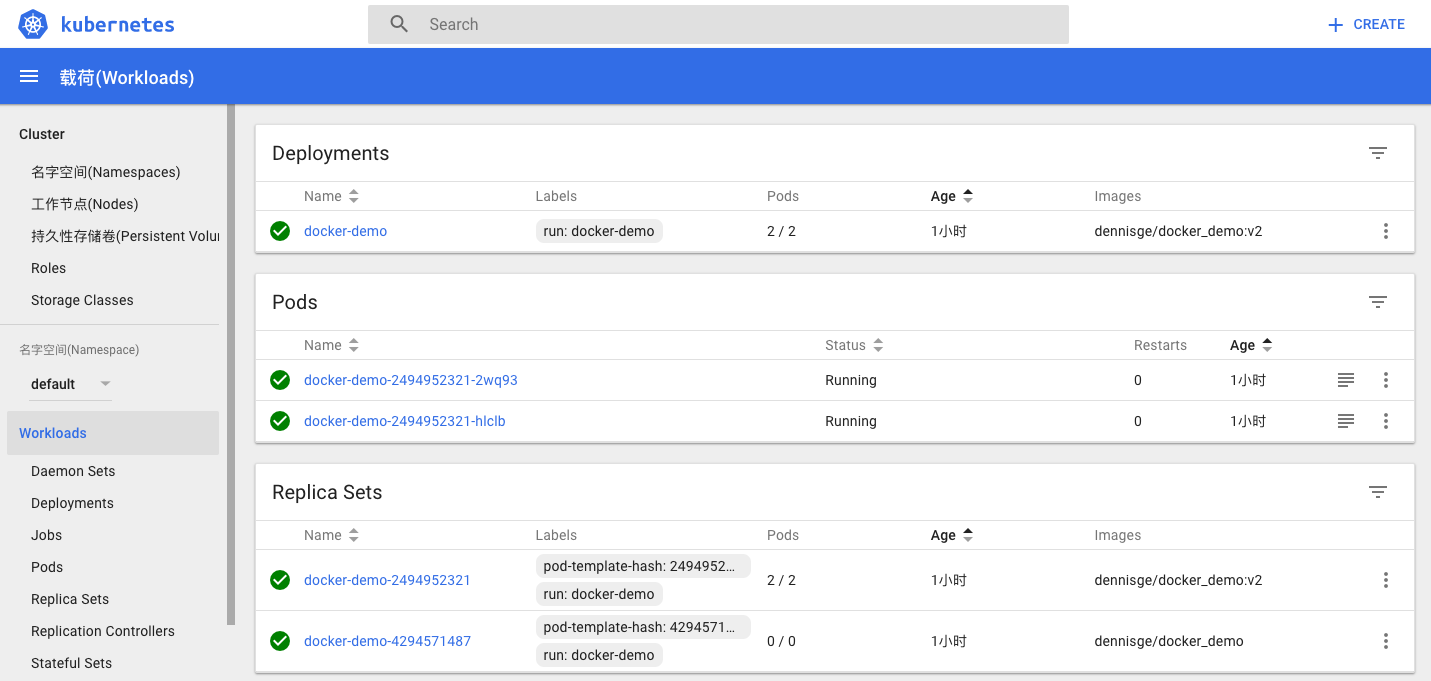 kubernetes
Search
CREATE
载荷(Workloads)
Cluster
名字空间(Namespaces)
工作节点(Nodes)
持久性存储卷(Persistent Volu
Roles
Storage Classes
名字空间(Namespace)
default
Workloads
Daemon Sets
Deployments
Jobs
Pods
Replica Sets
Replication Controllers
Stateful Sets
Deployments
Name Labels Pods Age Images
docker-demo run: docker-demo 2 / 2 1小时 dennisge/docker_demo:v2
Pods
Name Status Restarts Age
docker-demo-2494952321-2wq93 Running 0 1小时
docker-demo-2494952321-hlclb Running 0 1小时
Replica Sets
Name Labels Pods Age Images
docker-demo-2494952321 pod-template-hash: 2494952... 2 / 2 1小时 dennisge/docker_demo:v2
run: docker-demo
docker-demo-4294571487 pod-template-hash: 4294571... 0 / 0 1小时 dennisge/docker_demo
run: docker-demo